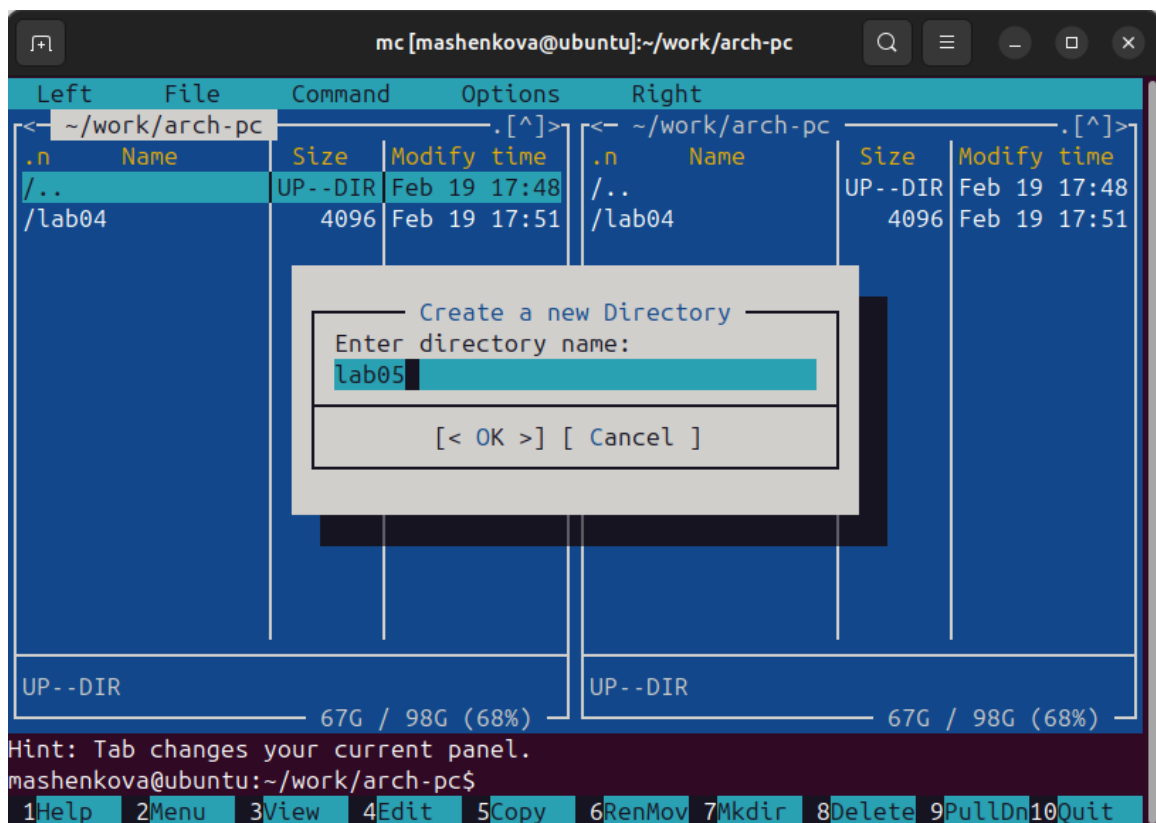 mc [mashenkova@ubuntu]:~/work/arch-pc
Left File Command Options Right
<─ ~/work/arch-pc ─.[^]>
<─ ~/work/arch-pc ─.[^]>
.n Name Size Modify time .n Name Size Modify time
/.. UP--DIR Feb 19 17:48 /.. UP--DIR Feb 19 17:48
/lab04 4096 Feb 19 17:51 /lab04 4096 Feb 19 17:51
Create a new Directory
Enter directory name:
lab05
[< OK >] [ Cancel ]
UP--DIR UP--DIR
67G / 98G (68%) 67G / 98G (68%)
Hint: Tab changes your current panel.
mashenkova@ubuntu:~/work/arch-pc$
1Help 2Menu 3View 4Edit 5Copy 6RenMov 7Mkdir 8Delete 9PullDn 10Quit